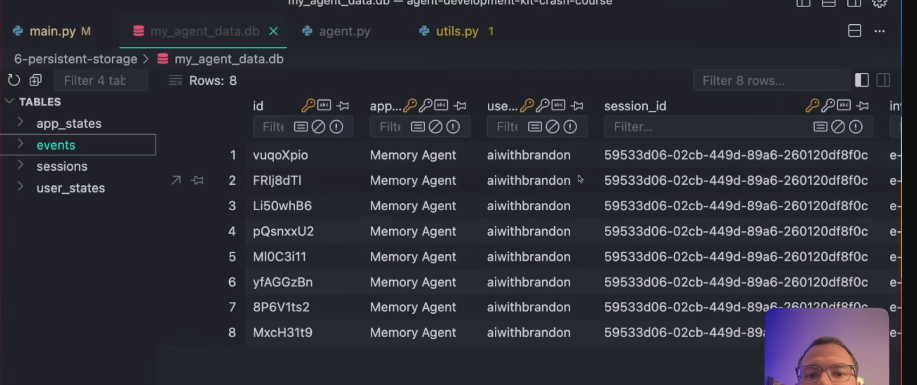 my_agent_data.db — agent-development-kit-crash-course
main.py M my_agent_data.db agent.py utils.py 1
6-persistent-storage > my_agent_data.db
Filter 4 tab Rows: 8 Filter 8 rows...
TABLES
app_states
events
sessions
user_states
id app... use... session_id in
Filte Filte Filte Filter...
1 vuqoXpio Memory Agent aiwithbrandon 59533d06-02cb-449d-89a6-260120df8f0c e-
2 FRIj8dTl Memory Agent aiwithbrandon 59533d06-02cb-449d-89a6-260120df8f0c e-
3 Li50whB6 Memory Agent aiwithbrandon 59533d06-02cb-449d-89a6-260120df8f0c e-
4 pQsnxxU2 Memory Agent aiwithbrandon 59533d06-02cb-449d-89a6-260120df8f0c e-
5 MI0C3i11 Memory Agent aiwithbrandon 59533d06-02cb-449d-89a6-260120df8f0c e-
6 yfAGGzBn Memory Agent aiwithbrandon 59533d06-02cb-449d-89a6-260120df8f0c e-
7 8P6V1ts2 Memory Agent aiwithbrandon 59533d06-02cb-449d-89a6-260120df8f0c e-
8 MxcH31t9 Memory Agent aiwithbrandon 59533d06-02cb-449d-89a